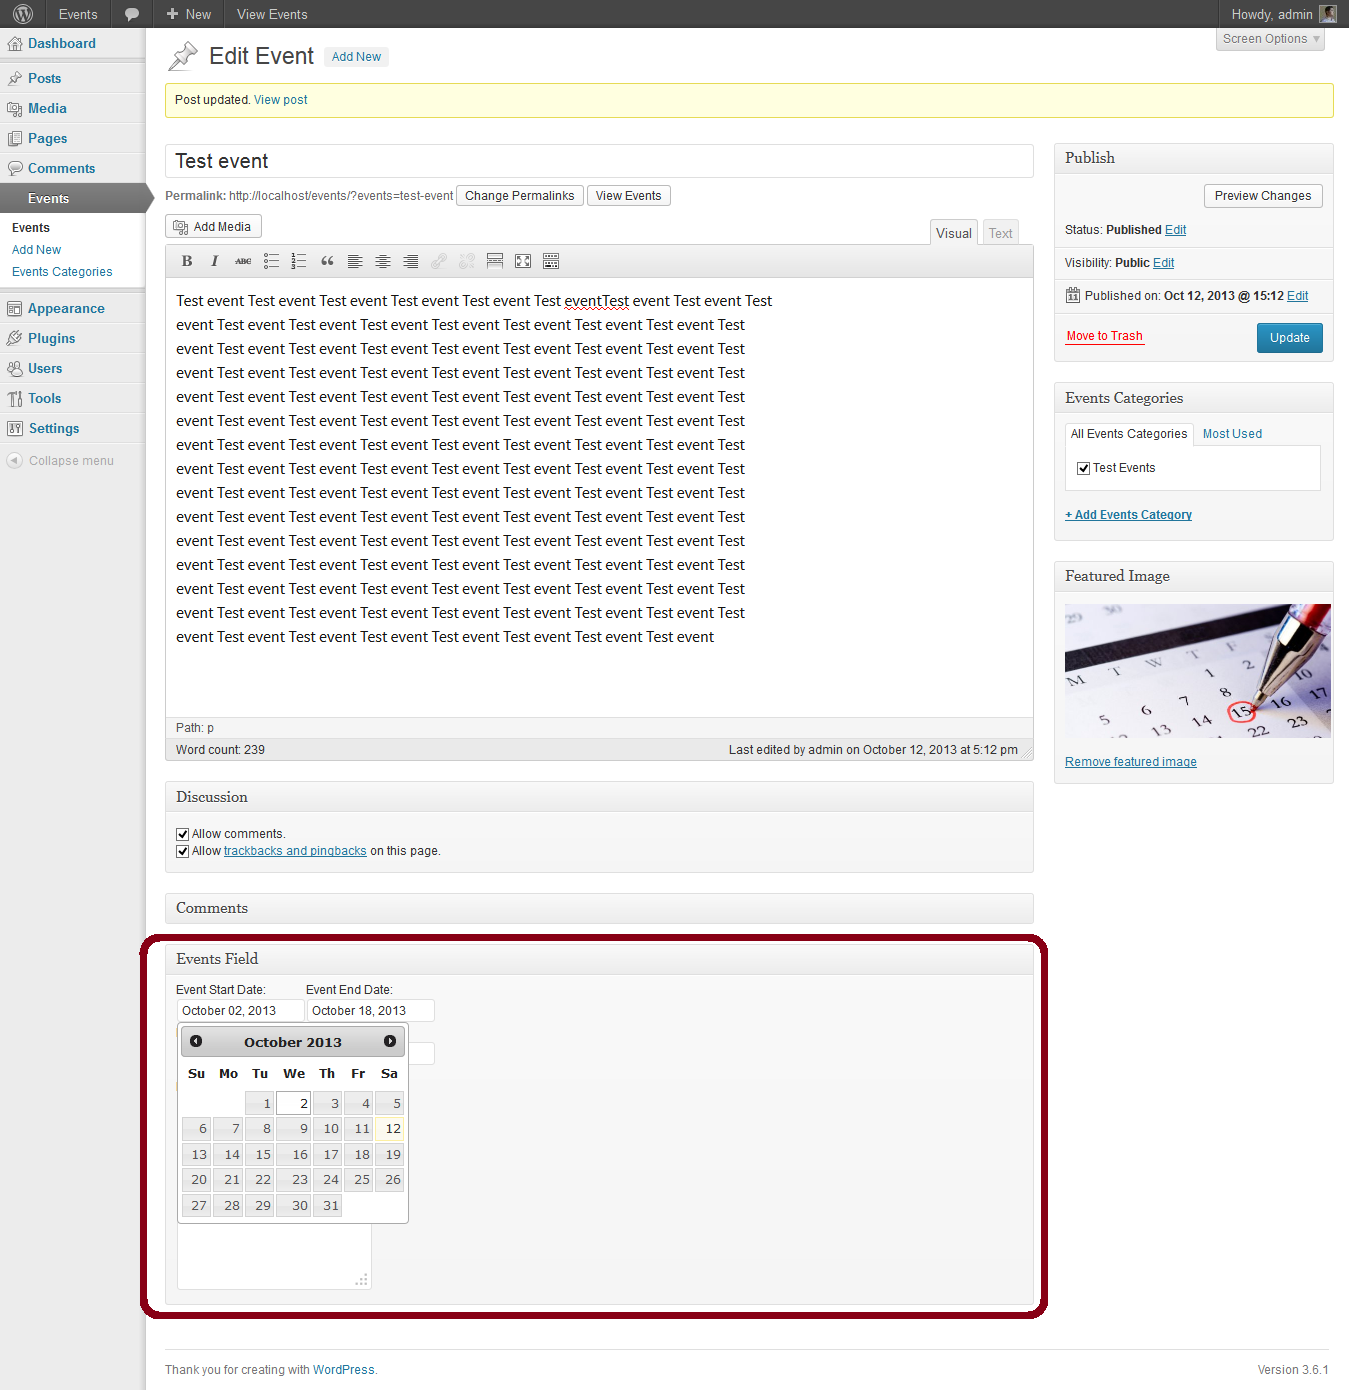 Events
New
View Events
Howdy, admin
Dashboard
Posts
Media
Pages
Comments
Events
Events
Add New
Events Categories
Appearance
Plugins
Users
Tools
Settings
Collapse menu
Screen Options
Edit Event Add New
Post updated. View post
Test event
Permalink: http://localhost/events/?events=test-event Change Permalinks View Events
Add Media
Visual Text
B I ABC
Test event Test event Test event Test event Test event Test eventTest event Test event Test
event Test event Test event Test event Test event Test event Test event Test event Test
event Test event Test event Test event Test event Test event Test event Test event Test
event Test event Test event Test event Test event Test event Test event Test event Test
event Test event Test event Test event Test event Test event Test event Test event Test
event Test event Test event Test event Test event Test event Test event Test event Test
event Test event Test event Test event Test event Test event Test event Test event Test
event Test event Test event Test event Test event Test event Test event Test event Test
event Test event Test event Test event Test event Test event Test event Test event Test
event Test event Test event Test event Test event Test event Test event Test event Test
event Test event Test event Test event Test event Test event Test event Test event Test
event Test event Test event Test event Test event Test event Test event Test event Test
event Test event Test event Test event Test event Test event Test event Test event Test
event Test event Test event Test event Test event Test event Test event Test event Test
event Test event Test event Test event Test event Test event Test event Test event
Path: p
Word count: 239
Last edited by admin on October 12, 2013 at 5:12 pm
Discussion
Allow comments.
Allow trackbacks and pingbacks on this page.
Comments
Events Field
Event Start Date: Event End Date:
October 02, 2013 October 18, 2013
October 2013
Su Mo Tu We Th Fr Sa
1 2 3 4 5
6 7 8 9 10 11 12
13 14 15 16 17 18 19
20 21 22 23 24 25 26
27 28 29 30 31
Publish
Preview Changes
Status: Published Edit
Visibility: Public Edit
11 Published on: Oct 12, 2013 @ 15:12 Edit
Move to Trash
Update
Events Categories
All Events Categories Most Used
Test Events
+ Add Events Category
Featured Image
29 30
M T W T F
1 2
5 6 7 8 10
13 14 15 16 17
22 23
Remove featured image
Thank you for creating with WordPress.
Version 3.6.1